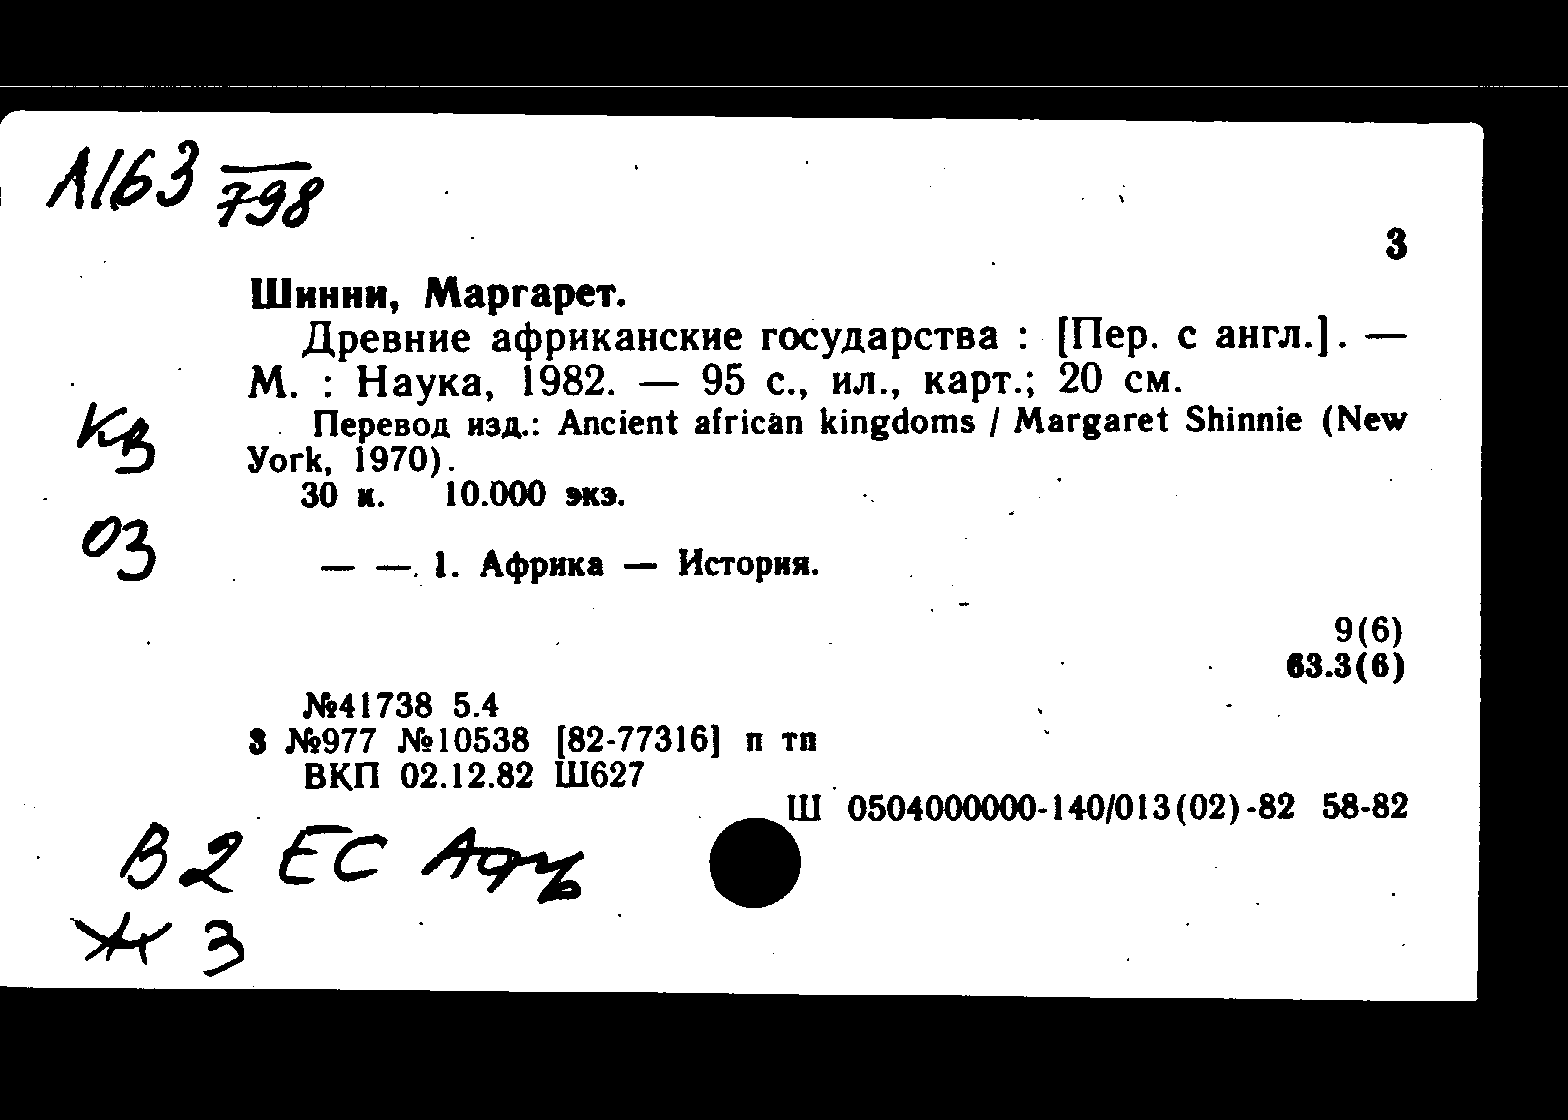 А163 798
3
Шинни, Маргарет.
Древние африканские государства : [Пер. с англ.]. —
М. : Наука, 1982. — 95 с., ил., карт.; 20 см.
Перевод изд.: Ancient african kingdoms / Margaret Shinnie (New
York, 1970).
КВ
30 к. 10.000 экз.
ОЗ
— —. 1. Африка — История.
9(6)
63.3(6)
№41738 5.4
3 №977 №10538 [82-77316] п тп
ВКП 02.12.82 Ш627
Ш 0504000000-140/013(02)-82 58-82
В2 ЕС
Ж 3